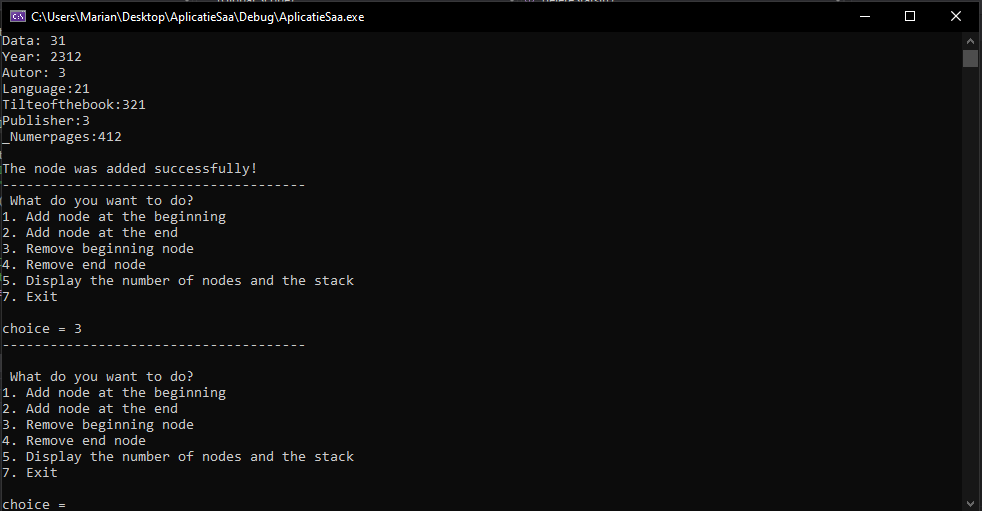 C:\Users\Marian\Desktop\AplicatieSaa\Debug\AplicatieSaa.exe
Data: 31
Year: 2312
Autor: 3
Language:21
Tilteofthebook:321
Publisher:3
_Numerpages:412
The node was added successfully!
--------------------------------------
What do you want to do?
1. Add node at the beginning
2. Add node at the end
3. Remove beginning node
4. Remove end node
5. Display the number of nodes and the stack
7. Exit
choice = 3
--------------------------------------
What do you want to do?
1. Add node at the beginning
2. Add node at the end
3. Remove beginning node
4. Remove end node
5. Display the number of nodes and the stack
7. Exit
choice =